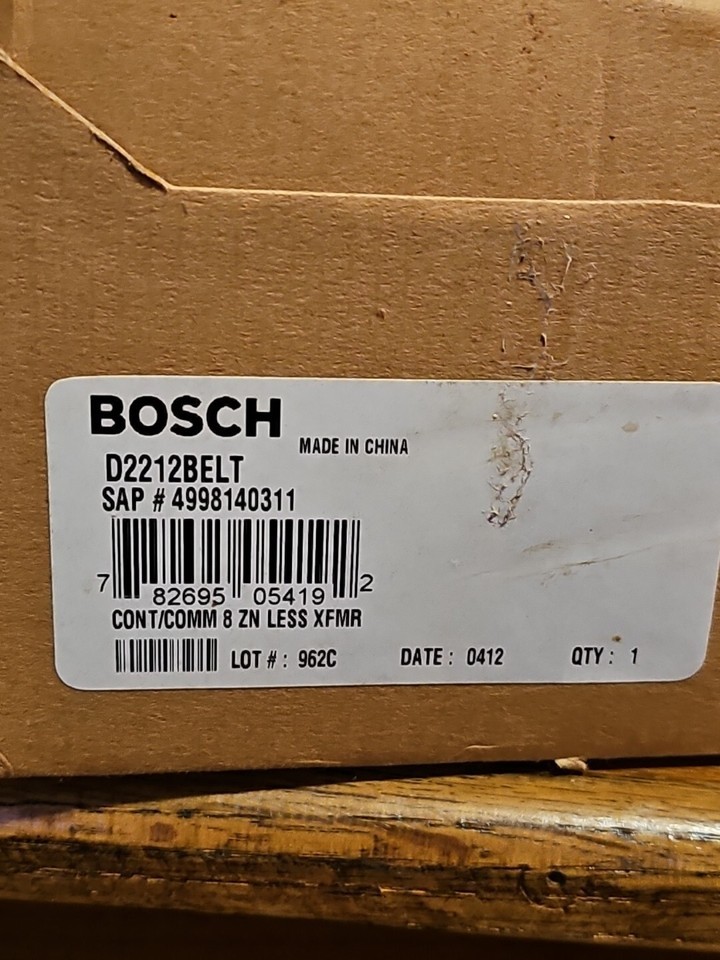 BOSCH
MADE IN CHINA
D2212BELT
SAP # 4998140311
7 82695 05419 2
CONT/COMM 8 ZN LESS XFMR
LOT # : 962C DATE : 0412 QTY : 1